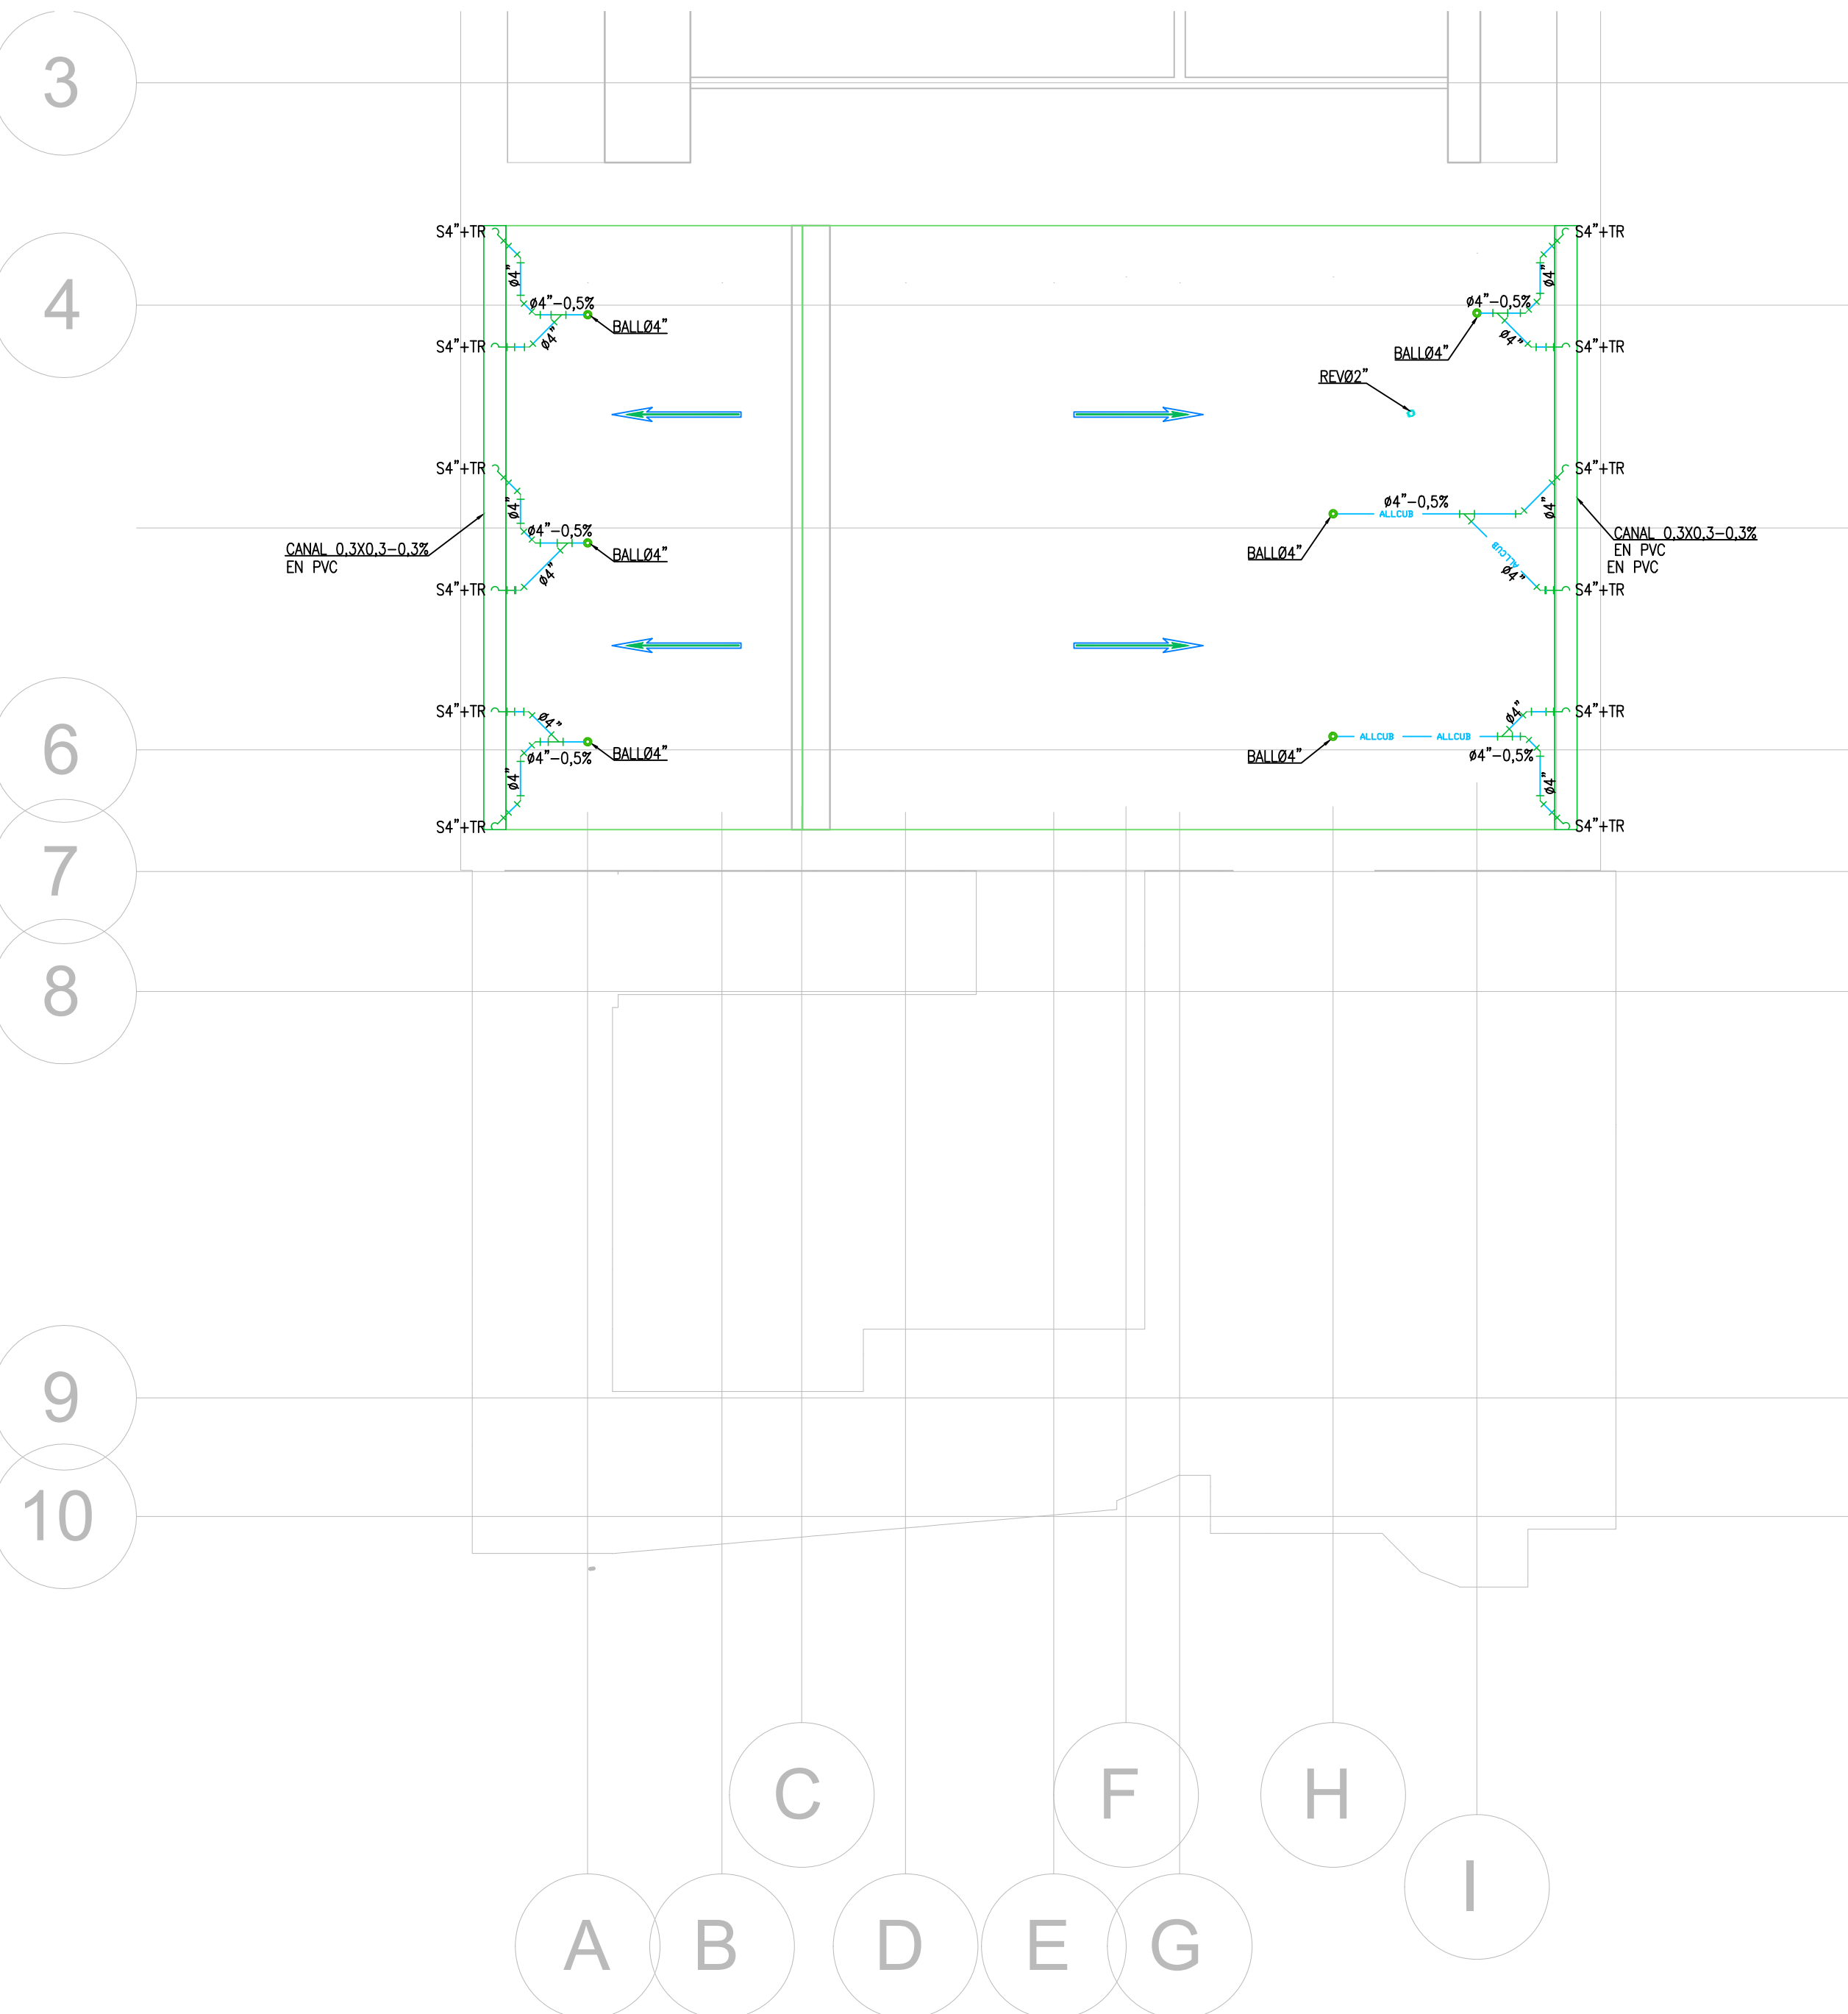 3
S4"+TR
S4"+TR
Ø4"
Ø4"
4
Ø4"-0,5%
Ø4"-0,5%
BALLØ4"
Ø4"
Ø4"
S4"+TR
S4"+TR
BALLØ4"
REVØ2"
S4"+TR
S4"+TR
Ø4"
Ø4"-0,5%
Ø4"
ALLCUB
Ø4"-0,5%
CANAL 0,3X0,3-0,3%
EN PVC
BALLØ4"
BALLØ4"
ALLCUB
CANAL 0,3X0,3-0,3%
EN PVC
EN PVC
Ø4"
Ø4"
S4"+TR
S4"+TR
S4"+TR
S4"+TR
Ø4"
Ø4"
6
ALLCUB
ALLCUB
Ø4"-0,5%
BALLØ4"
BALLØ4"
Ø4"-0,5%
Ø4"
Ø4"
S4"+TR
S4"+TR
7
8
9
10
C
F
H
I
A
B
D
E
G